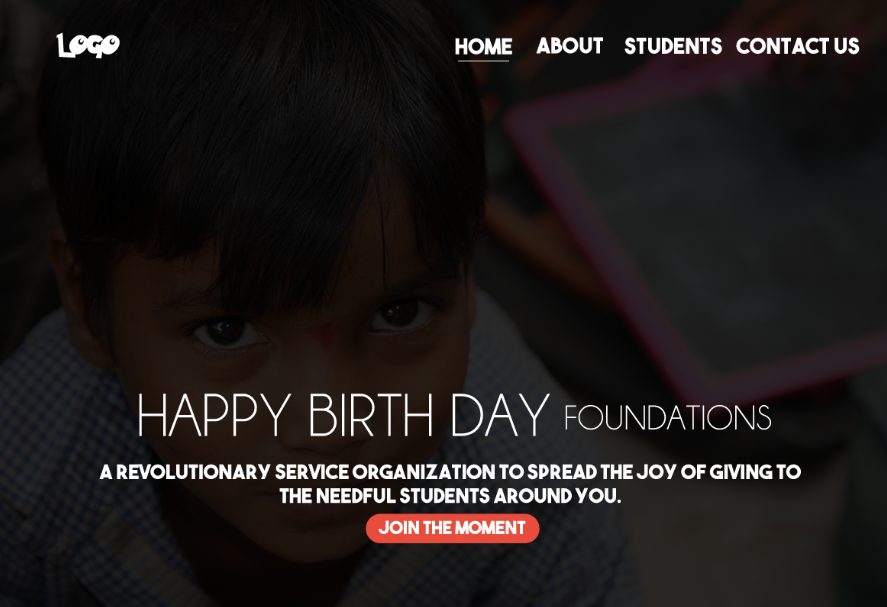 LOGO
HOME ABOUT STUDENTS CONTACT US
HAPPY BIRTH DAY FOUNDATIONS
A REVOLUTIONARY SERVICE ORGANIZATION TO SPREAD THE JOY OF GIVING TO
THE NEEDFUL STUDENTS AROUND YOU.
JOIN THE MOMENT